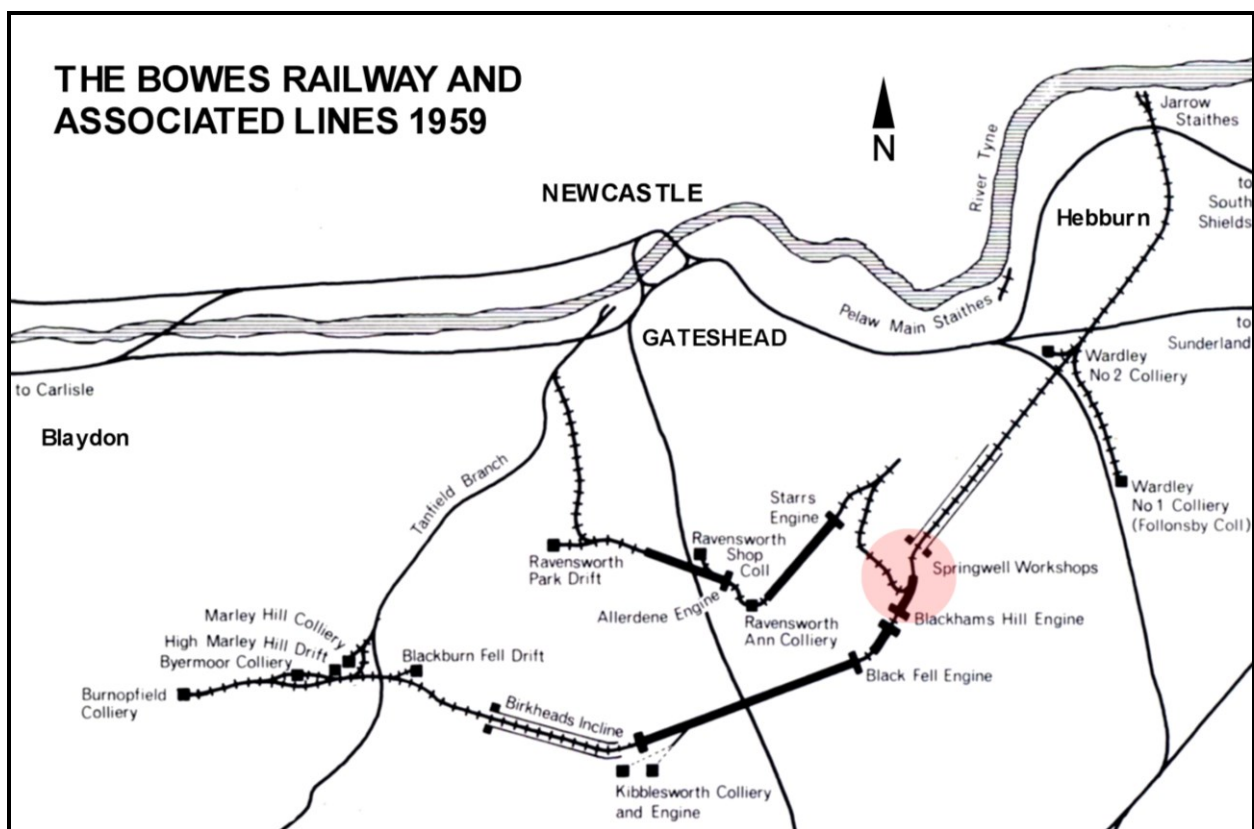 THE BOWES RAILWAY AND
ASSOCIATED LINES 1959
N
NEWCASTLE
River Tyne
Jarrow
Staithes
to
South
Shields
Hebburn
Pelaw Main Staithes
GATESHEAD
to
Sunderland
Wardley
No 2 Colliery
to Carlisle
Blaydon
Tanfield Branch
Wardley
No 1 Colliery
(Follonsby Coll)
Starrs
Engine
Ravensworth
Shop
Coll
Ravensworth
Park Drift
Springwell Workshops
Allerdene Engine
Ravensworth
Ann Colliery
Blackhams Hill Engine
Marley Hill Colliery
High Marley Hill Drift
Byermoor Colliery
Blackburn Fell Drift
Black Fell Engine
Burnopfield
Colliery
Birkheads Incline
Kibblesworth Colliery
and Engine